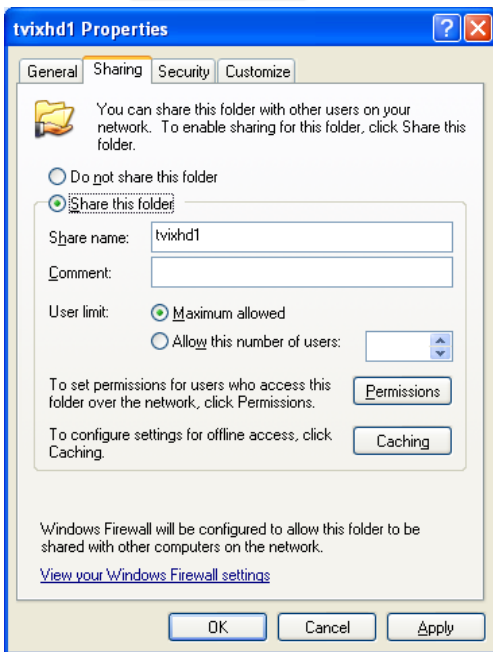 tvixhd1 Properties
General Sharing Security Customize
You can share this folder with other users on your
network. To enable sharing for this folder, click Share this
folder.
Do not share this folder
Share this folder
Share name: tvixhd1
Comment:
User limit: Maximum allowed
Allow this number of users:
To set permissions for users who access this
folder over the network, click Permissions.
Permissions
To configure settings for offline access, click
Caching.
Caching
Windows Firewall will be configured to allow this folder to be
shared with other computers on the network.
View your Windows Firewall settings
OK Cancel Apply